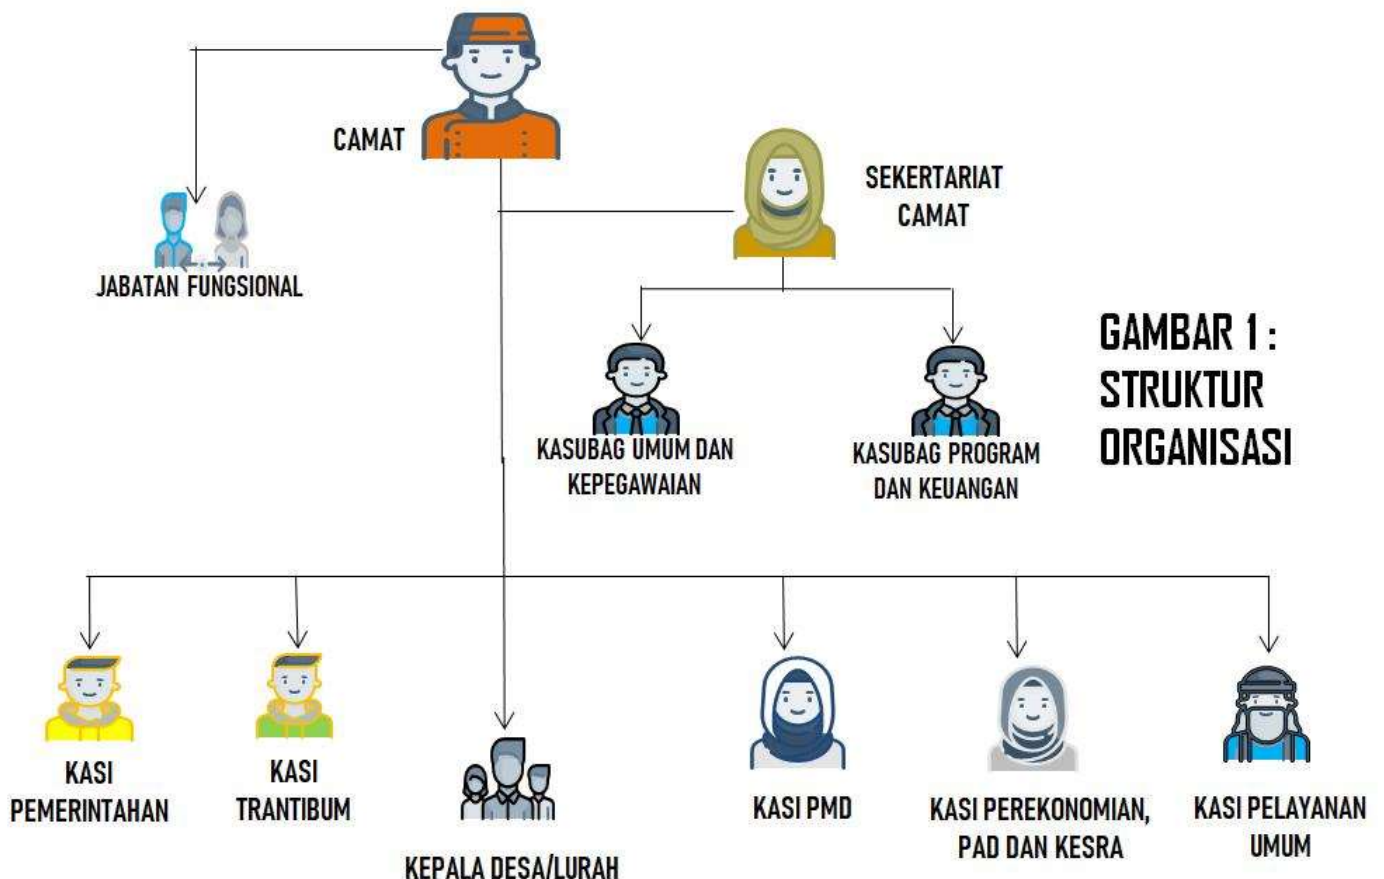 CAMAT
SEKERTARIAT
CAMAT
JABATAN FUNGSIONAL
GAMBAR 1 :
STRUKTUR
ORGANISASI
KASUBAG UMUM DAN
KEPEGAWAIAN
KASUBAG PROGRAM
DAN KEUANGAN
KASI
PEMERINTAHAN
KASI
TRANTIBUM
KEPALA DESA/LURAH
KASI PMD
KASI PEREKONOMIAN,
PAD DAN KESRA
KASI PELAYANAN
UMUM